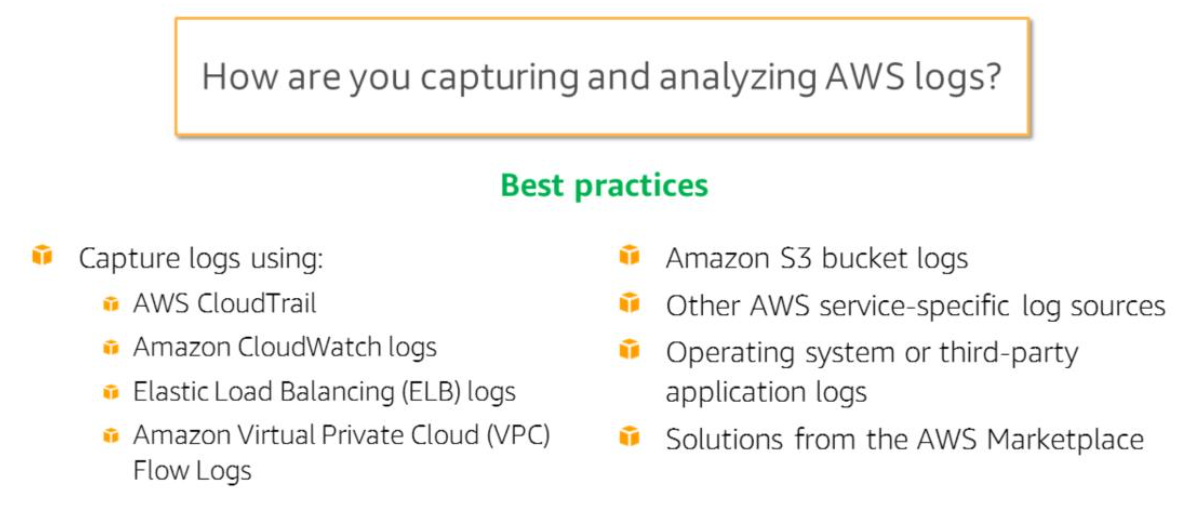 How are you capturing and analyzing AWS logs?
Best practices
Capture logs using:
AWS CloudTrail
Amazon CloudWatch logs
Elastic Load Balancing (ELB) logs
Amazon Virtual Private Cloud (VPC)
Flow Logs
Amazon S3 bucket logs
Other AWS service-specific log sources
Operating system or third-party
application logs
Solutions from the AWS Marketplace